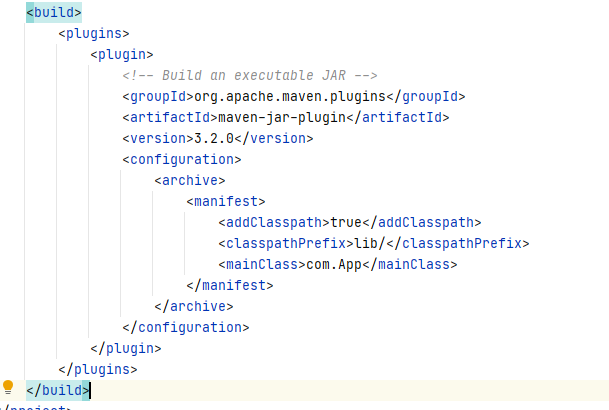 <build>
<plugins>
<plugin>
<!-- Build an executable JAR -->
<groupId>org.apache.maven.plugins</groupId>
<artifactId>maven-jar-plugin</artifactId>
<version>3.2.0</version>
<configuration>
<archive>
<manifest>
<addClasspath>true</addClasspath>
<classpathPrefix>lib/</classpathPrefix>
<mainClass>com.App</mainClass>
</manifest>
</archive>
</configuration>
</plugin>
</plugins>
</build>
</project>